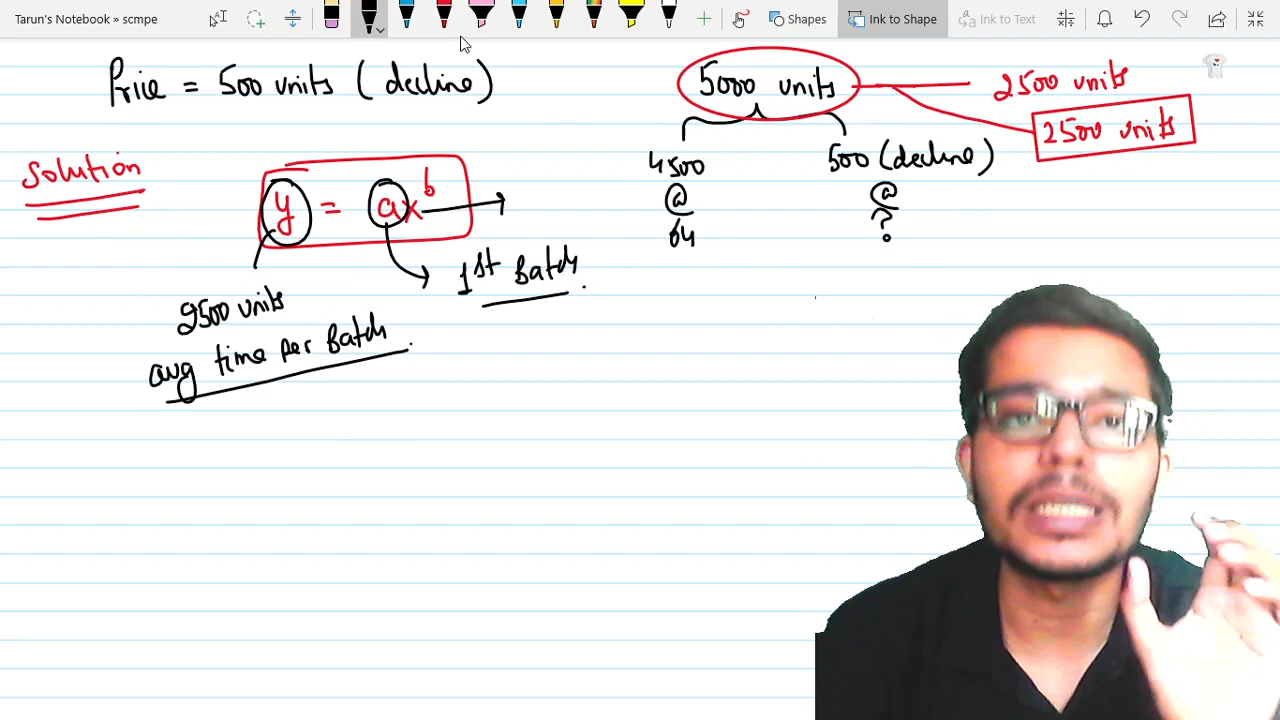 Tarun's Notebook » scmpe
Shapes
Ink to Shape
Ink to Text
Price = 500 units (decline)
5000 units
2500 units
2500 units
4500
@
64
500 (decline)
@
?
Solution
y = ax^b
1st Batch.
2500 units
avg time per Batch.